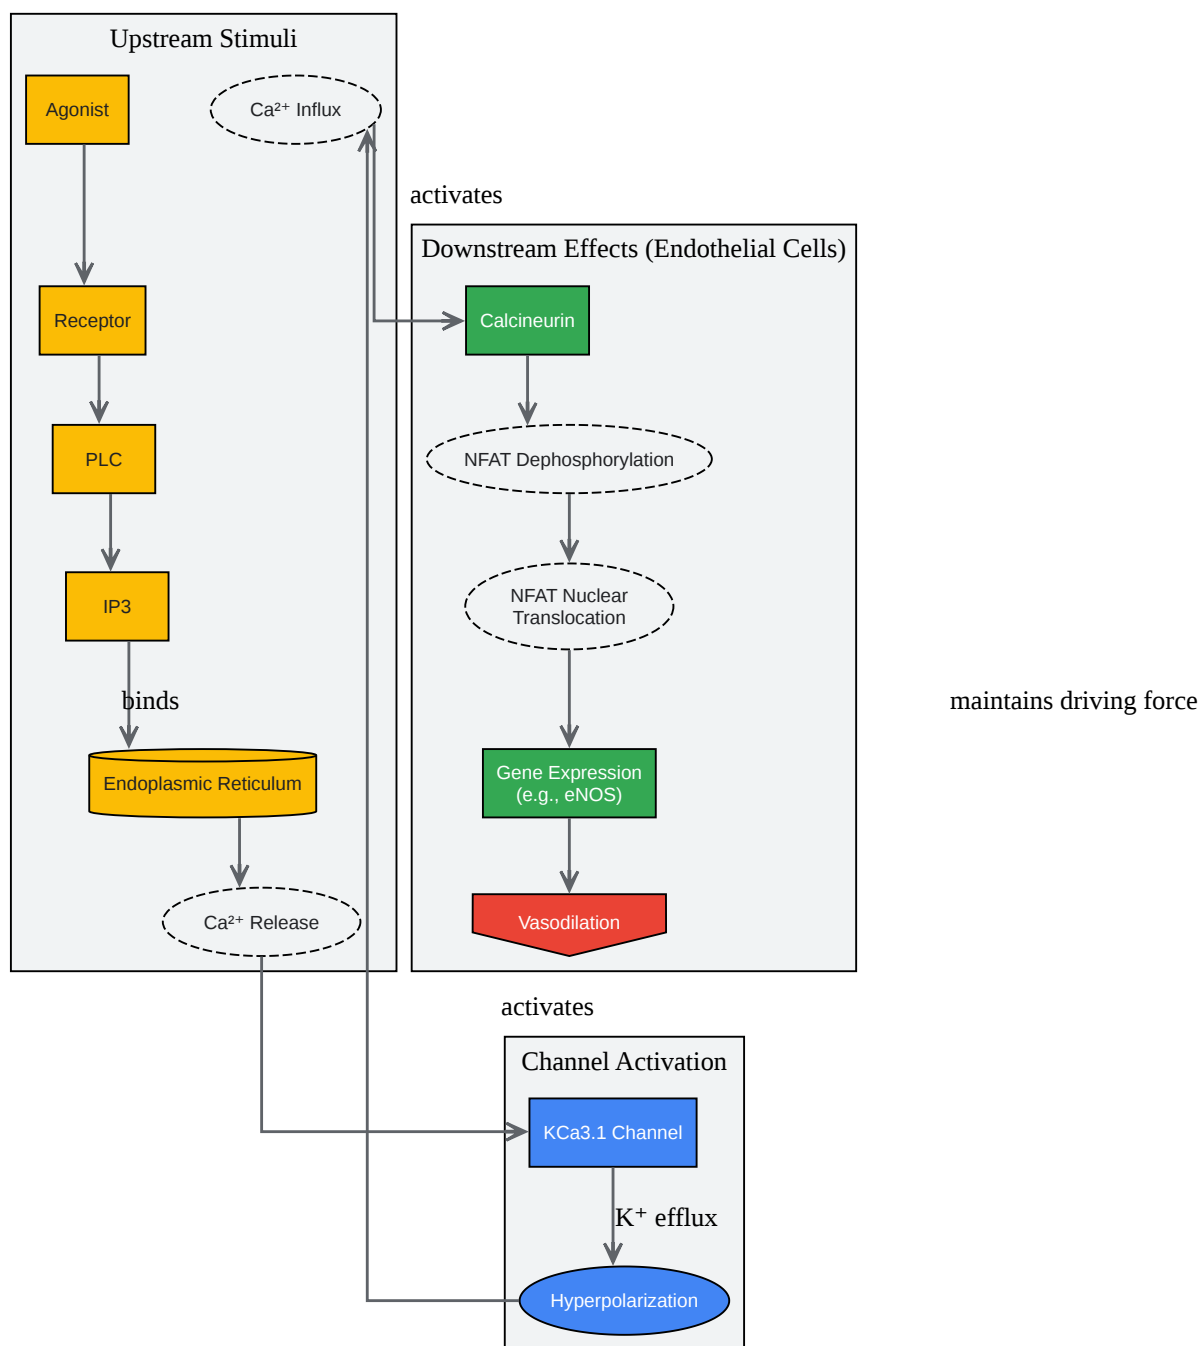 Upstream Stimuli
Agonist
Ca²⁺ Influx
activates
Downstream Effects (Endothelial Cells)
Receptor
Calcineurin
PLC
NFAT Dephosphorylation
IP3
NFAT Nuclear
Translocation
binds
maintains driving force
Endoplasmic Reticulum
Gene Expression
(e.g., eNOS)
Ca²⁺ Release
Vasodilation
activates
Channel Activation
KCa3.1 Channel
K⁺ efflux
Hyperpolarization